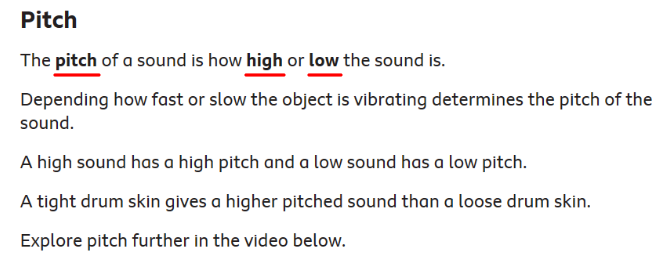 Pitch
The pitch of a sound is how high or low the sound is.
Depending how fast or slow the object is vibrating determines the pitch of the
sound.
A high sound has a high pitch and a low sound has a low pitch.
A tight drum skin gives a higher pitched sound than a loose drum skin.
Explore pitch further in the video below.